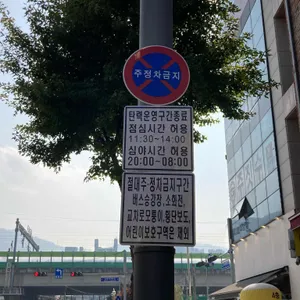 주정차금지
탄력운영구간종료
점심시간 허용
11:30~14:00
심야시간 허용
20:00~08:00
절대주·정차금지구간
버스승강장, 소화전,
교차로모퉁이, 횡단보도,
어린이보호구역은 제외